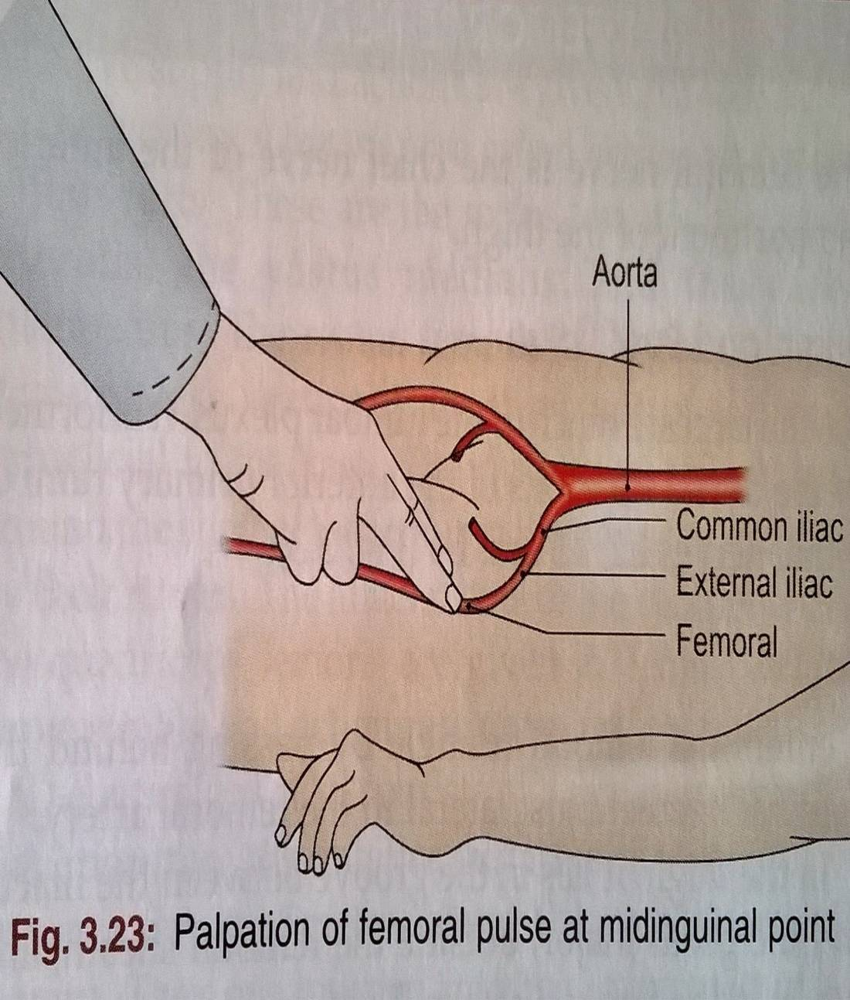 Aorta
Common iliac
External iliac
Femoral
Fig. 3.23: Palpation of femoral pulse at midinguinal point